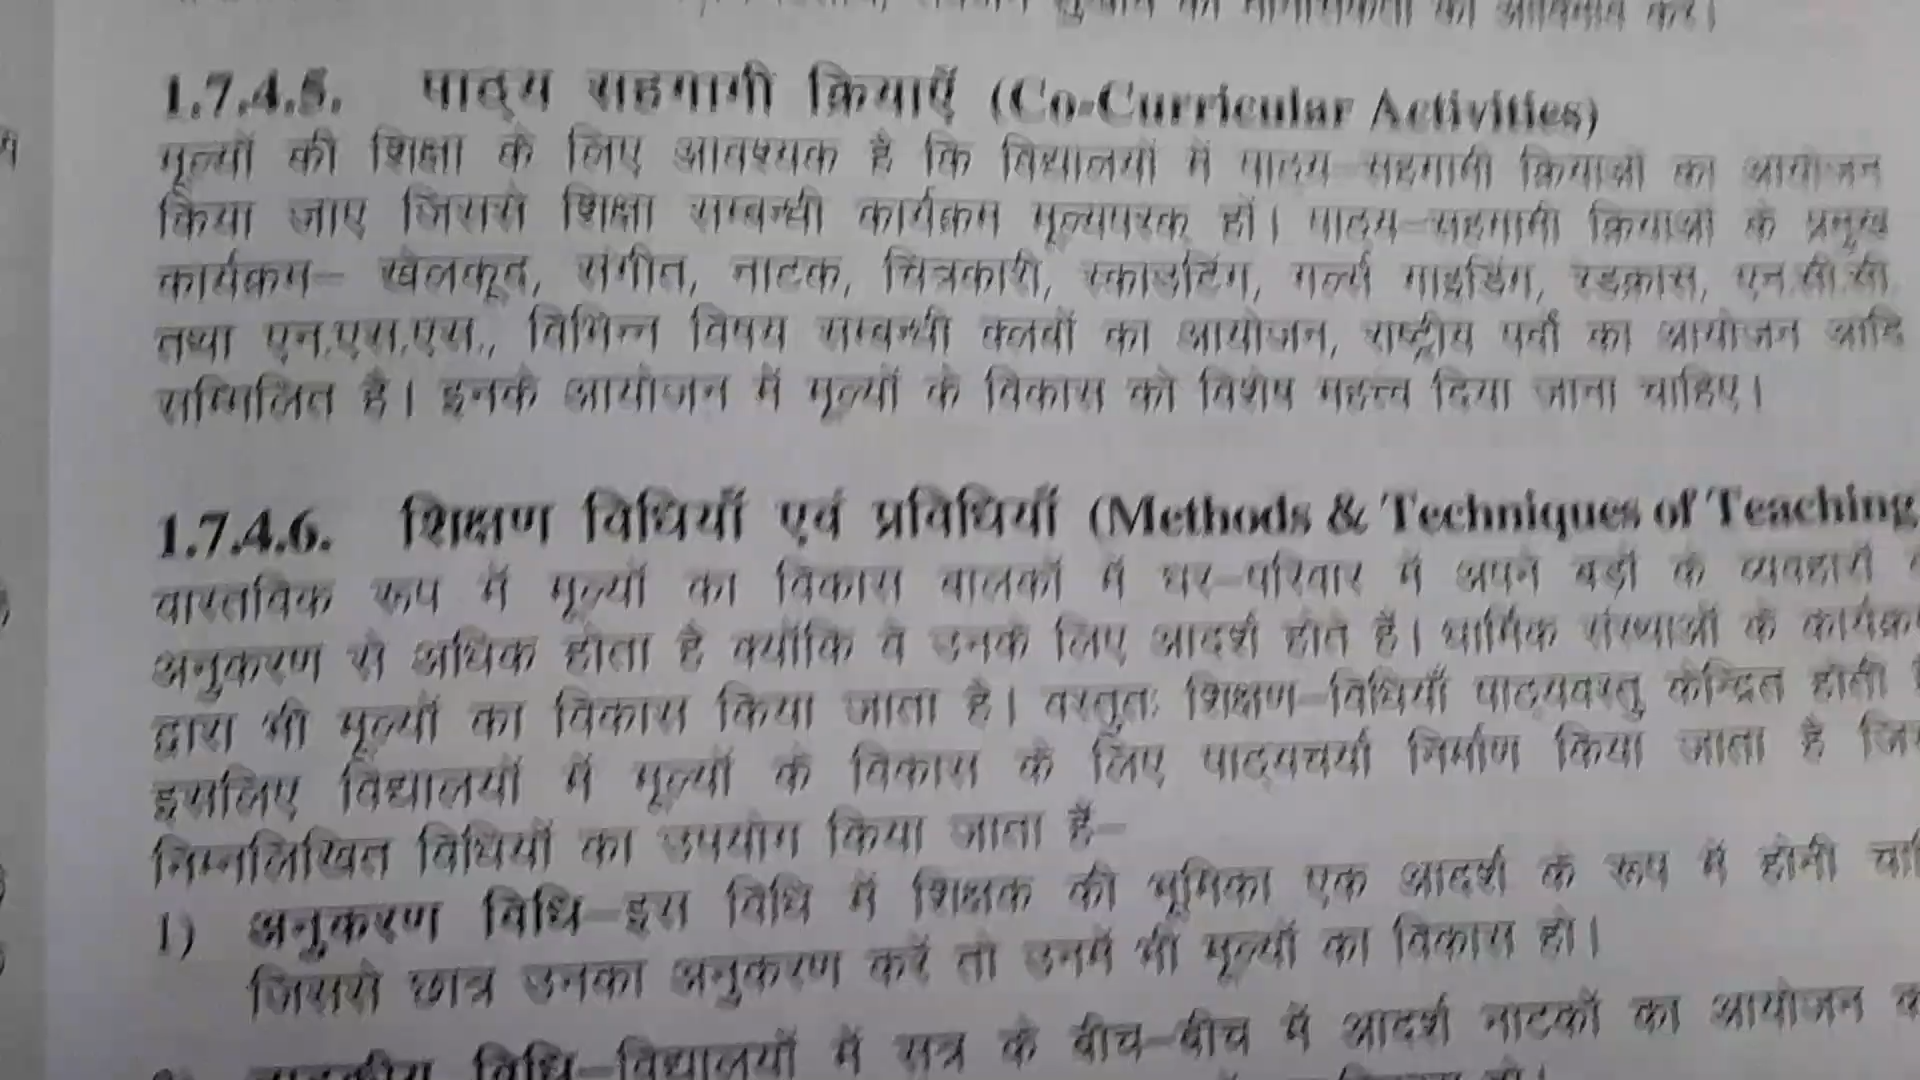 1.7.4.5. पाठ्य सहगामी क्रियाएँ (Co-Curricular Activities)
मूल्यों की शिक्षा के लिए आवश्यक है कि विद्यालयों में पाठ्य–सहगामी क्रियाओं का आयोजन
किया जाए जिससे शिक्षा सम्बन्धी कार्यक्रम मूल्यपरक हों। पाठ्य–सहगामी क्रियाओं के प्रमुख
कार्यक्रम– खेलकूद, संगीत, नाटक, चित्रकारी, स्काउटिंग, गर्ल्स गाइडिंग, रेडक्रास, एन.सी.सी.
तथा एन.एस.एस., विभिन्न विषय सम्बन्धी क्लबों का आयोजन, राष्ट्रीय पर्वों का आयोजन आदि
सम्मिलित है। इनके आयोजन में मूल्यों के विकास को विशेष महत्त्व दिया जाना चाहिए।
1.7.4.6. शिक्षण विधियाँ एवं प्रविधियाँ (Methods & Techniques of Teaching
वास्तविक रूप में मूल्यों का विकास बालकों में घर–परिवार में अपने बड़ों के व्यवहारों
अनुकरण से अधिक होता है क्योंकि वे उनके लिए आदर्श होते हैं। धार्मिक संस्थाओं के
द्वारा भी मूल्यों का विकास किया जाता है। वस्तुतः शिक्षण–विधियाँ पाठ्यवस्तु केन्द्रित होती
इसलिए विद्यालयों में मूल्यों के विकास के लिए पाठ्यचर्या निर्माण किया जाता है
निम्नलिखित विधियों का उपयोग किया जाता है–
1) अनुकरण विधि–इस विधि में शिक्षक की भूमिका एक आदर्श के रूप में होनी
जिससे छात्र उनका अनुकरण करें तो उनमें भी मूल्यों का विकास हो।
विधि–विद्यालयों में सत्र के बीच–बीच में आदर्श नाटकों का आयोजन